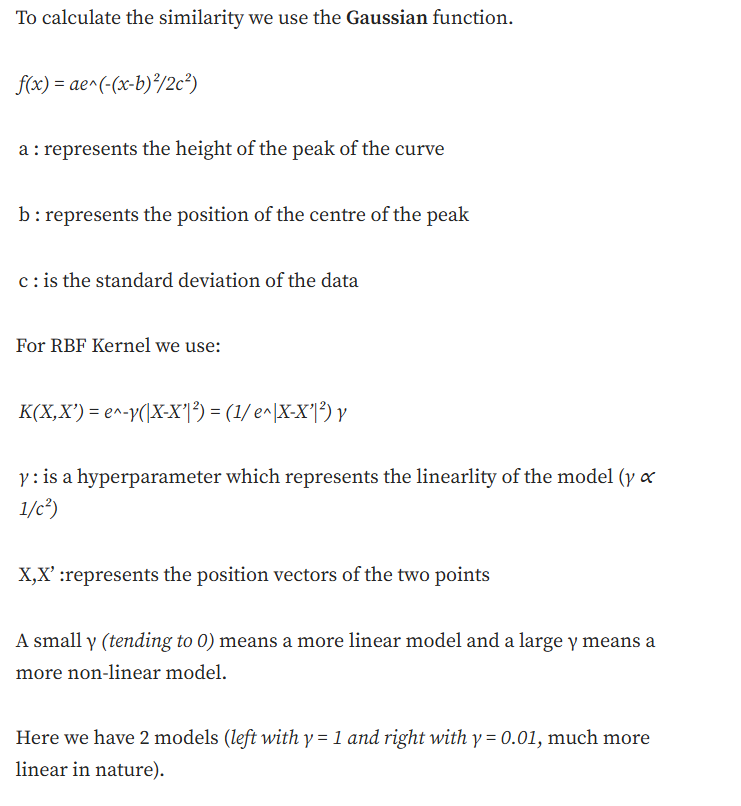 To calculate the similarity we use the Gaussian function.
f(x) = ae^(-(x-b)²/2c²)
a : represents the height of the peak of the curve
b : represents the position of the centre of the peak
c : is the standard deviation of the data
For RBF Kernel we use:
K(X,X’) = e^-γ(|X-X’|²) = (1/ e^|X-X’|²) γ
γ : is a hyperparameter which represents the linearlity of the model (γ ∝
1/c²)
X,X’ :represents the position vectors of the two points
A small γ (tending to 0) means a more linear model and a large γ means a
more non-linear model.
Here we have 2 models (left with γ = 1 and right with γ = 0.01, much more
linear in nature).